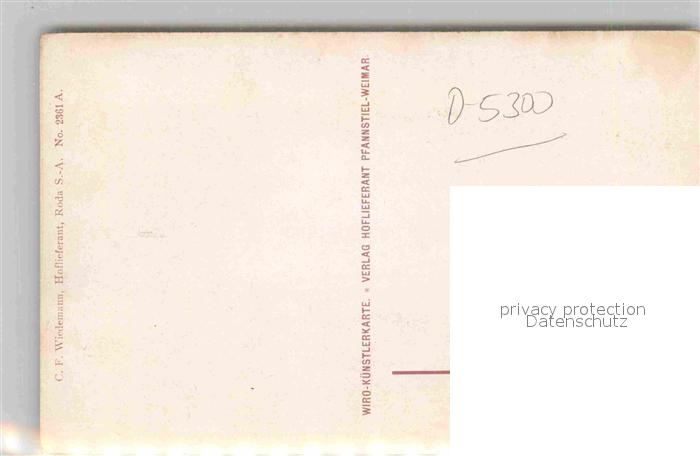 C. F. Wiedemann, Hoflieferant, Roda S.-A. No. 2361 A.
WIRO-KÜNSTLERKARTE. * VERLAG HOFLIEFERANT PFANNSTIEL-WEIMAR
D-5300
privacy protection
Datenschutz